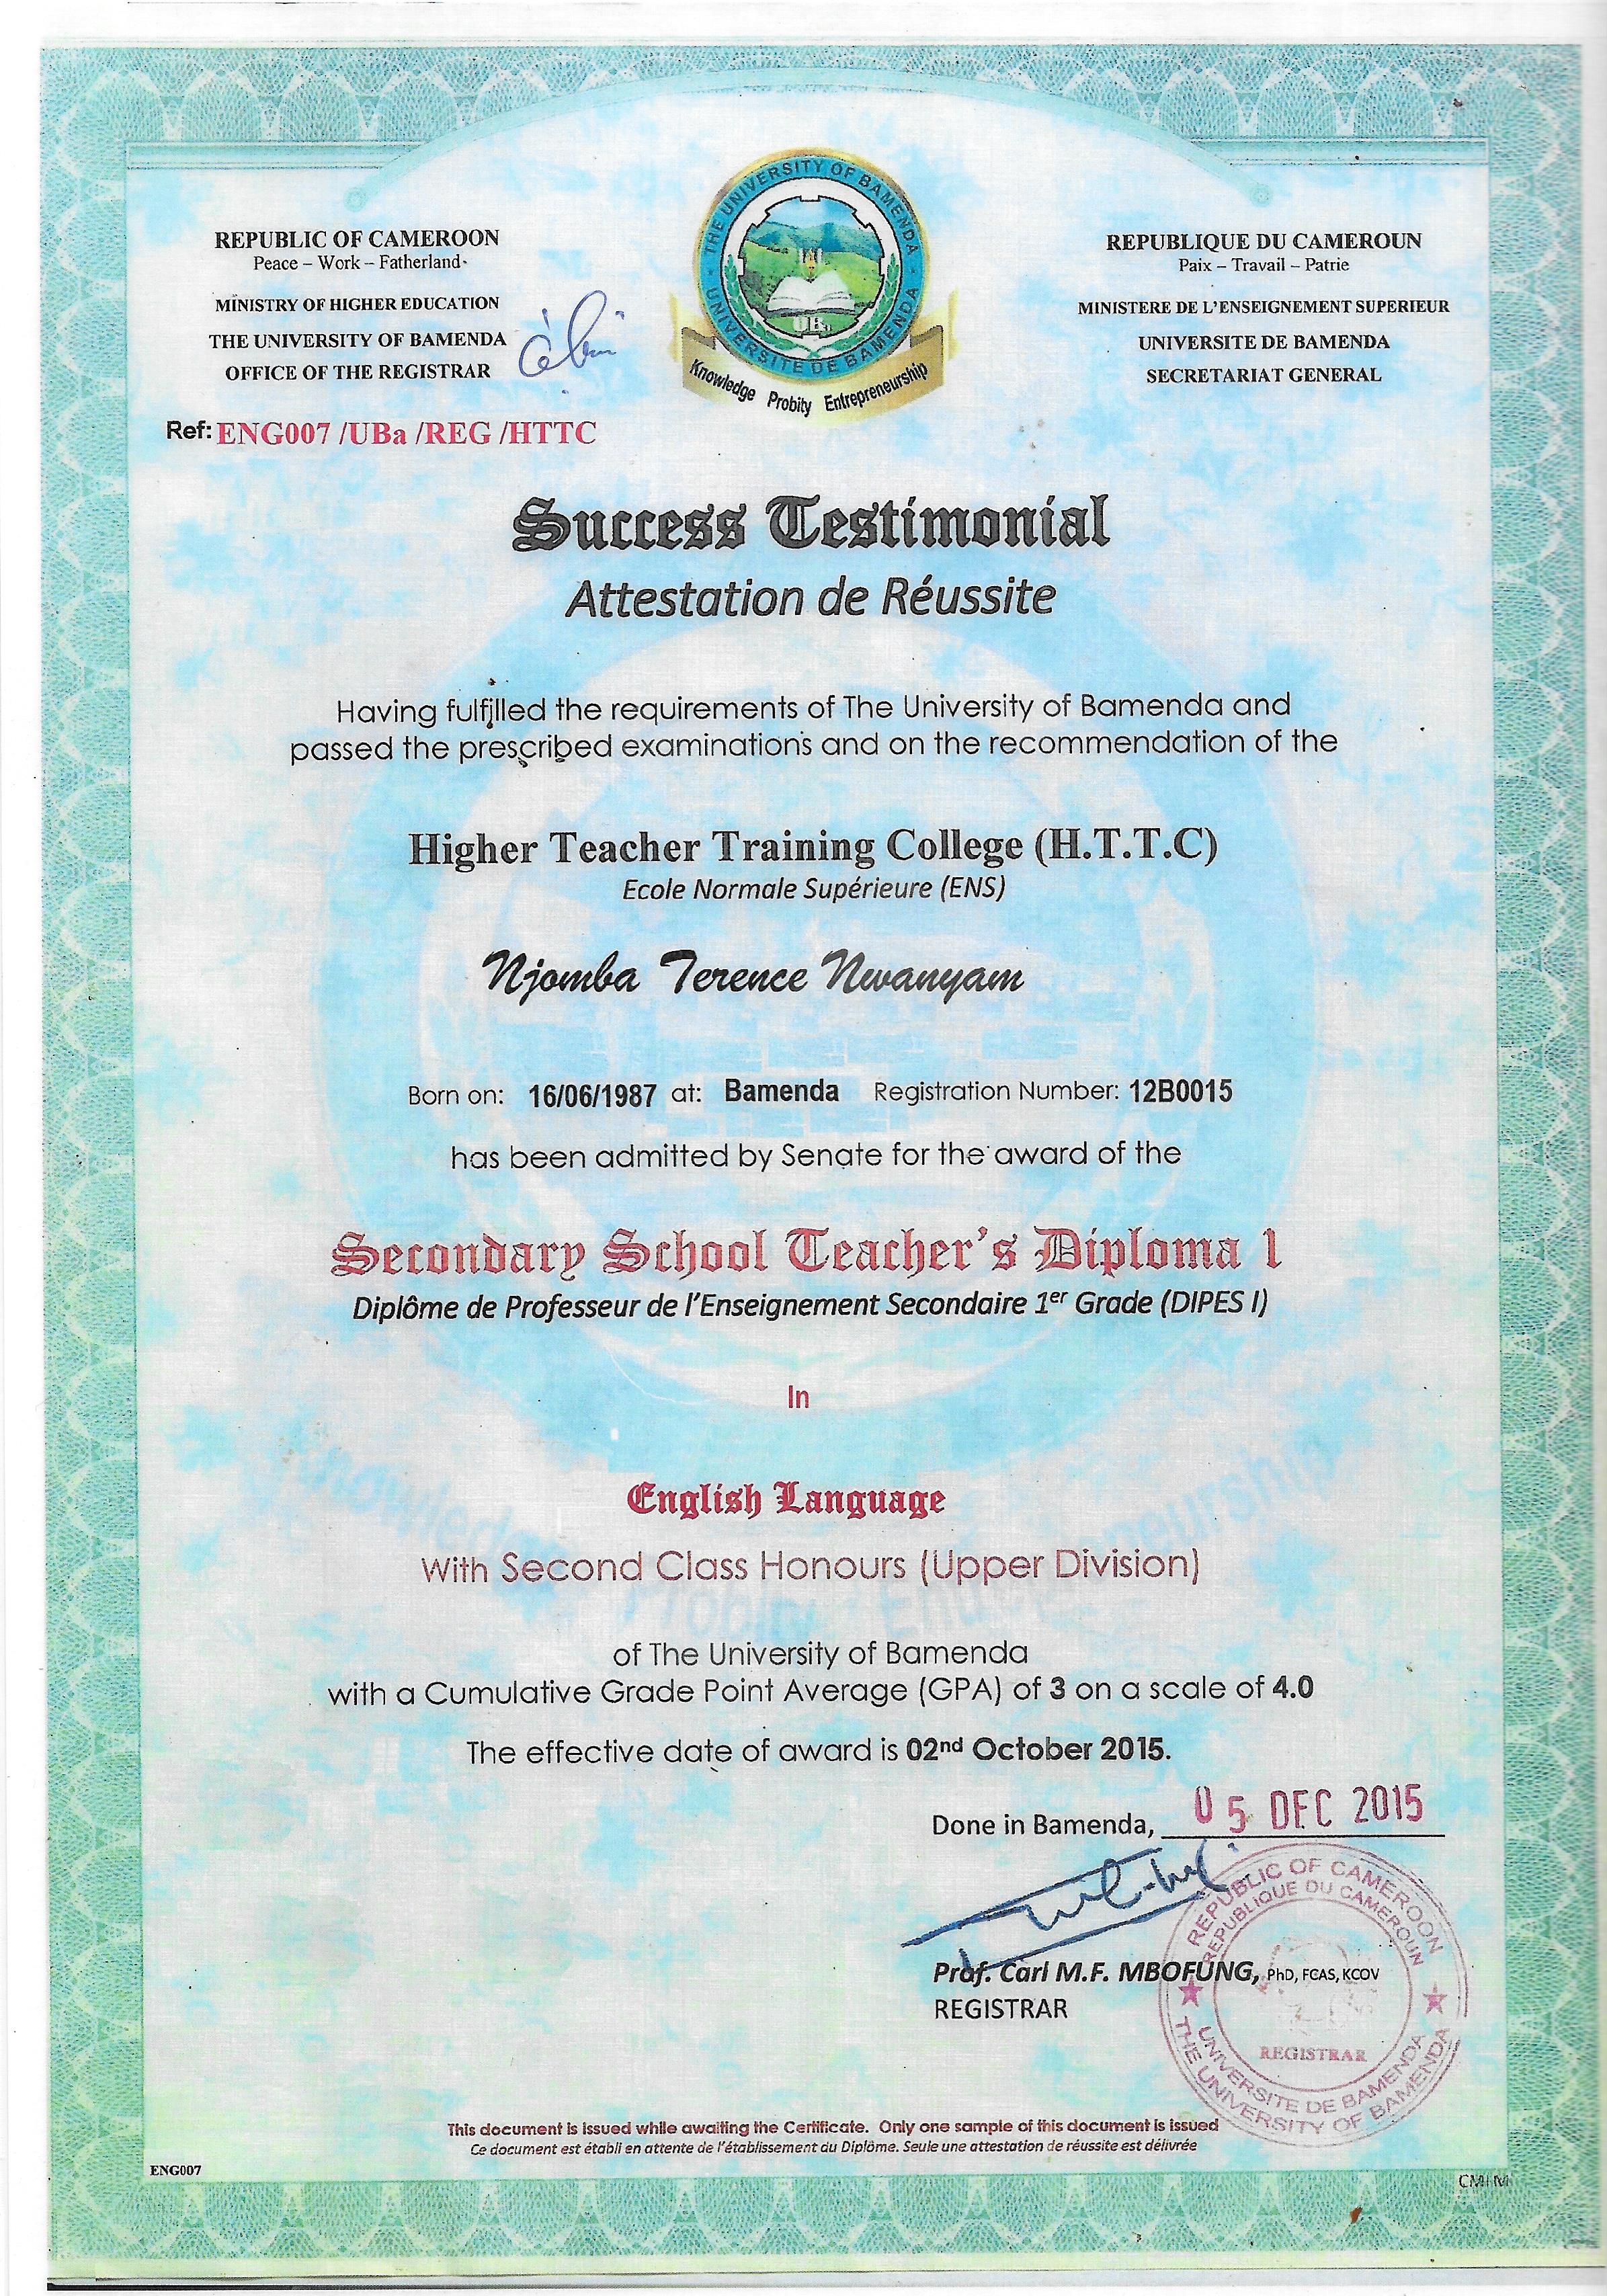 REPUBLIC OF CAMEROON
Peace – Work – Fatherland
MINISTRY OF HIGHER EDUCATION
THE UNIVERSITY OF BAMENDA
OFFICE OF THE REGISTRAR
THE UNIVERSITY OF BAMENDA
UNIVERSITE DE BAMENDA
UBa
Knowledge Probity Entrepreneurship
REPUBLIQUE DU CAMEROUN
Paix – Travail – Patrie
MINISTERE DE L'ENSEIGNEMENT SUPERIEUR
UNIVERSITE DE BAMENDA
SECRETARIAT GENERAL
Ref: ENG007 /UBa /REG /HTTC
Success Testimonial
Attestation de Réussite
Having fulfilled the requirements of The University of Bamenda and
passed the prescribed examinations and on the recommendation of the
Higher Teacher Training College (H.T.T.C)
Ecole Normale Supérieure (ENS)
Njomba Terence Nwanyam
Born on: 16/06/1987 at: Bamenda Registration Number: 12B0015
has been admitted by Senate for the award of the
Secondary School Teacher's Diploma 1
Diplôme de Professeur de l'Enseignement Secondaire 1er Grade (DIPES I)
In
English Language
With Second Class Honours (Upper Division)
of The University of Bamenda
with a Cumulative Grade Point Average (GPA) of 3 on a scale of 4.0
The effective date of award is 02nd October 2015.
Done in Bamenda, 05 DEC 2015
Prof. Carl M.F. MBOFUNG, PhD, FCAS, KCOV
REGISTRAR
REPUBLIC OF CAMEROON
REPUBLIQUE DU CAMEROUN
REGISTRAR
UNIVERSITE DE BAMENDA
THE UNIVERSITY OF BAMENDA
This document is issued while awaiting the Certificate. Only one sample of this document is issued
Ce document est établi en attente de l'établissement du Diplôme. Seule une attestation de réussite est délivrée
ENG007